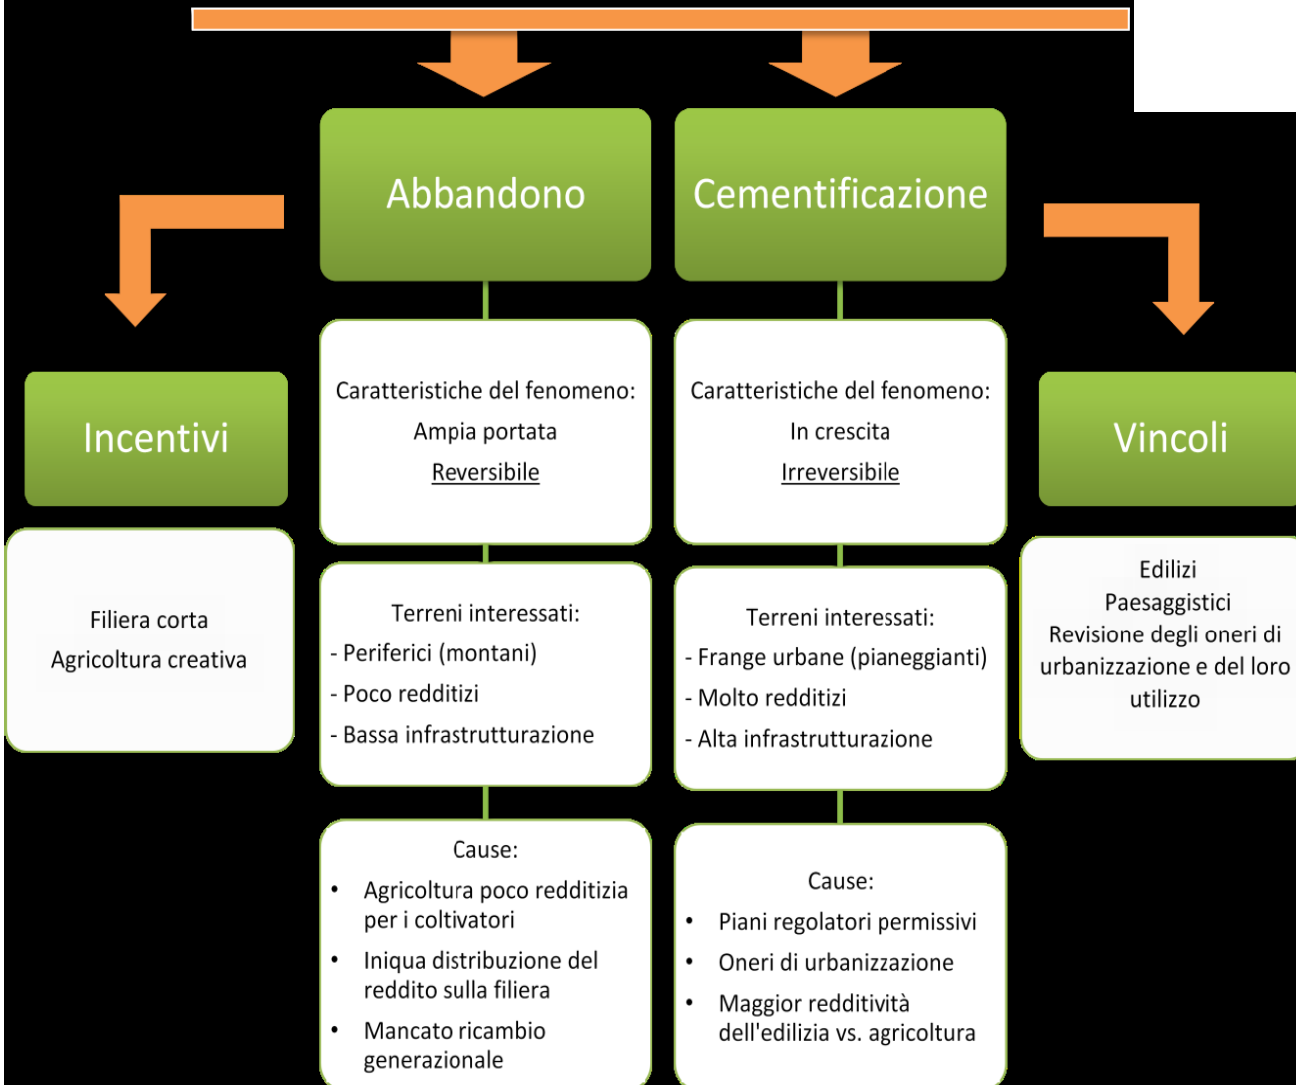 Abbandono
Caratteristiche del fenomeno:
Ampia portata
Reversibile
Terreni interessati:
- Periferici (montani)
- Poco redditizi
- Bassa infrastrutturazione
Cause:
• Agricoltura poco redditizia
per i coltivatori
• Iniqua distribuzione del
reddito sulla filiera
• Mancato ricambio
generazionale
Cementificazione
Caratteristiche del fenomeno:
In crescita
Irreversibile
Terreni interessati:
- Frange urbane (pianeggianti)
- Molto redditizi
- Alta infrastrutturazione
Cause:
• Piani regolatori permissivi
• Oneri di urbanizzazione
• Maggior redditività
dell'edilizia vs. agricoltura
Incentivi
Filiera corta
Agricoltura creativa
Vincoli
Edilizi
Paesaggistici
Revisione degli oneri di
urbanizzazione e del loro
utilizzo